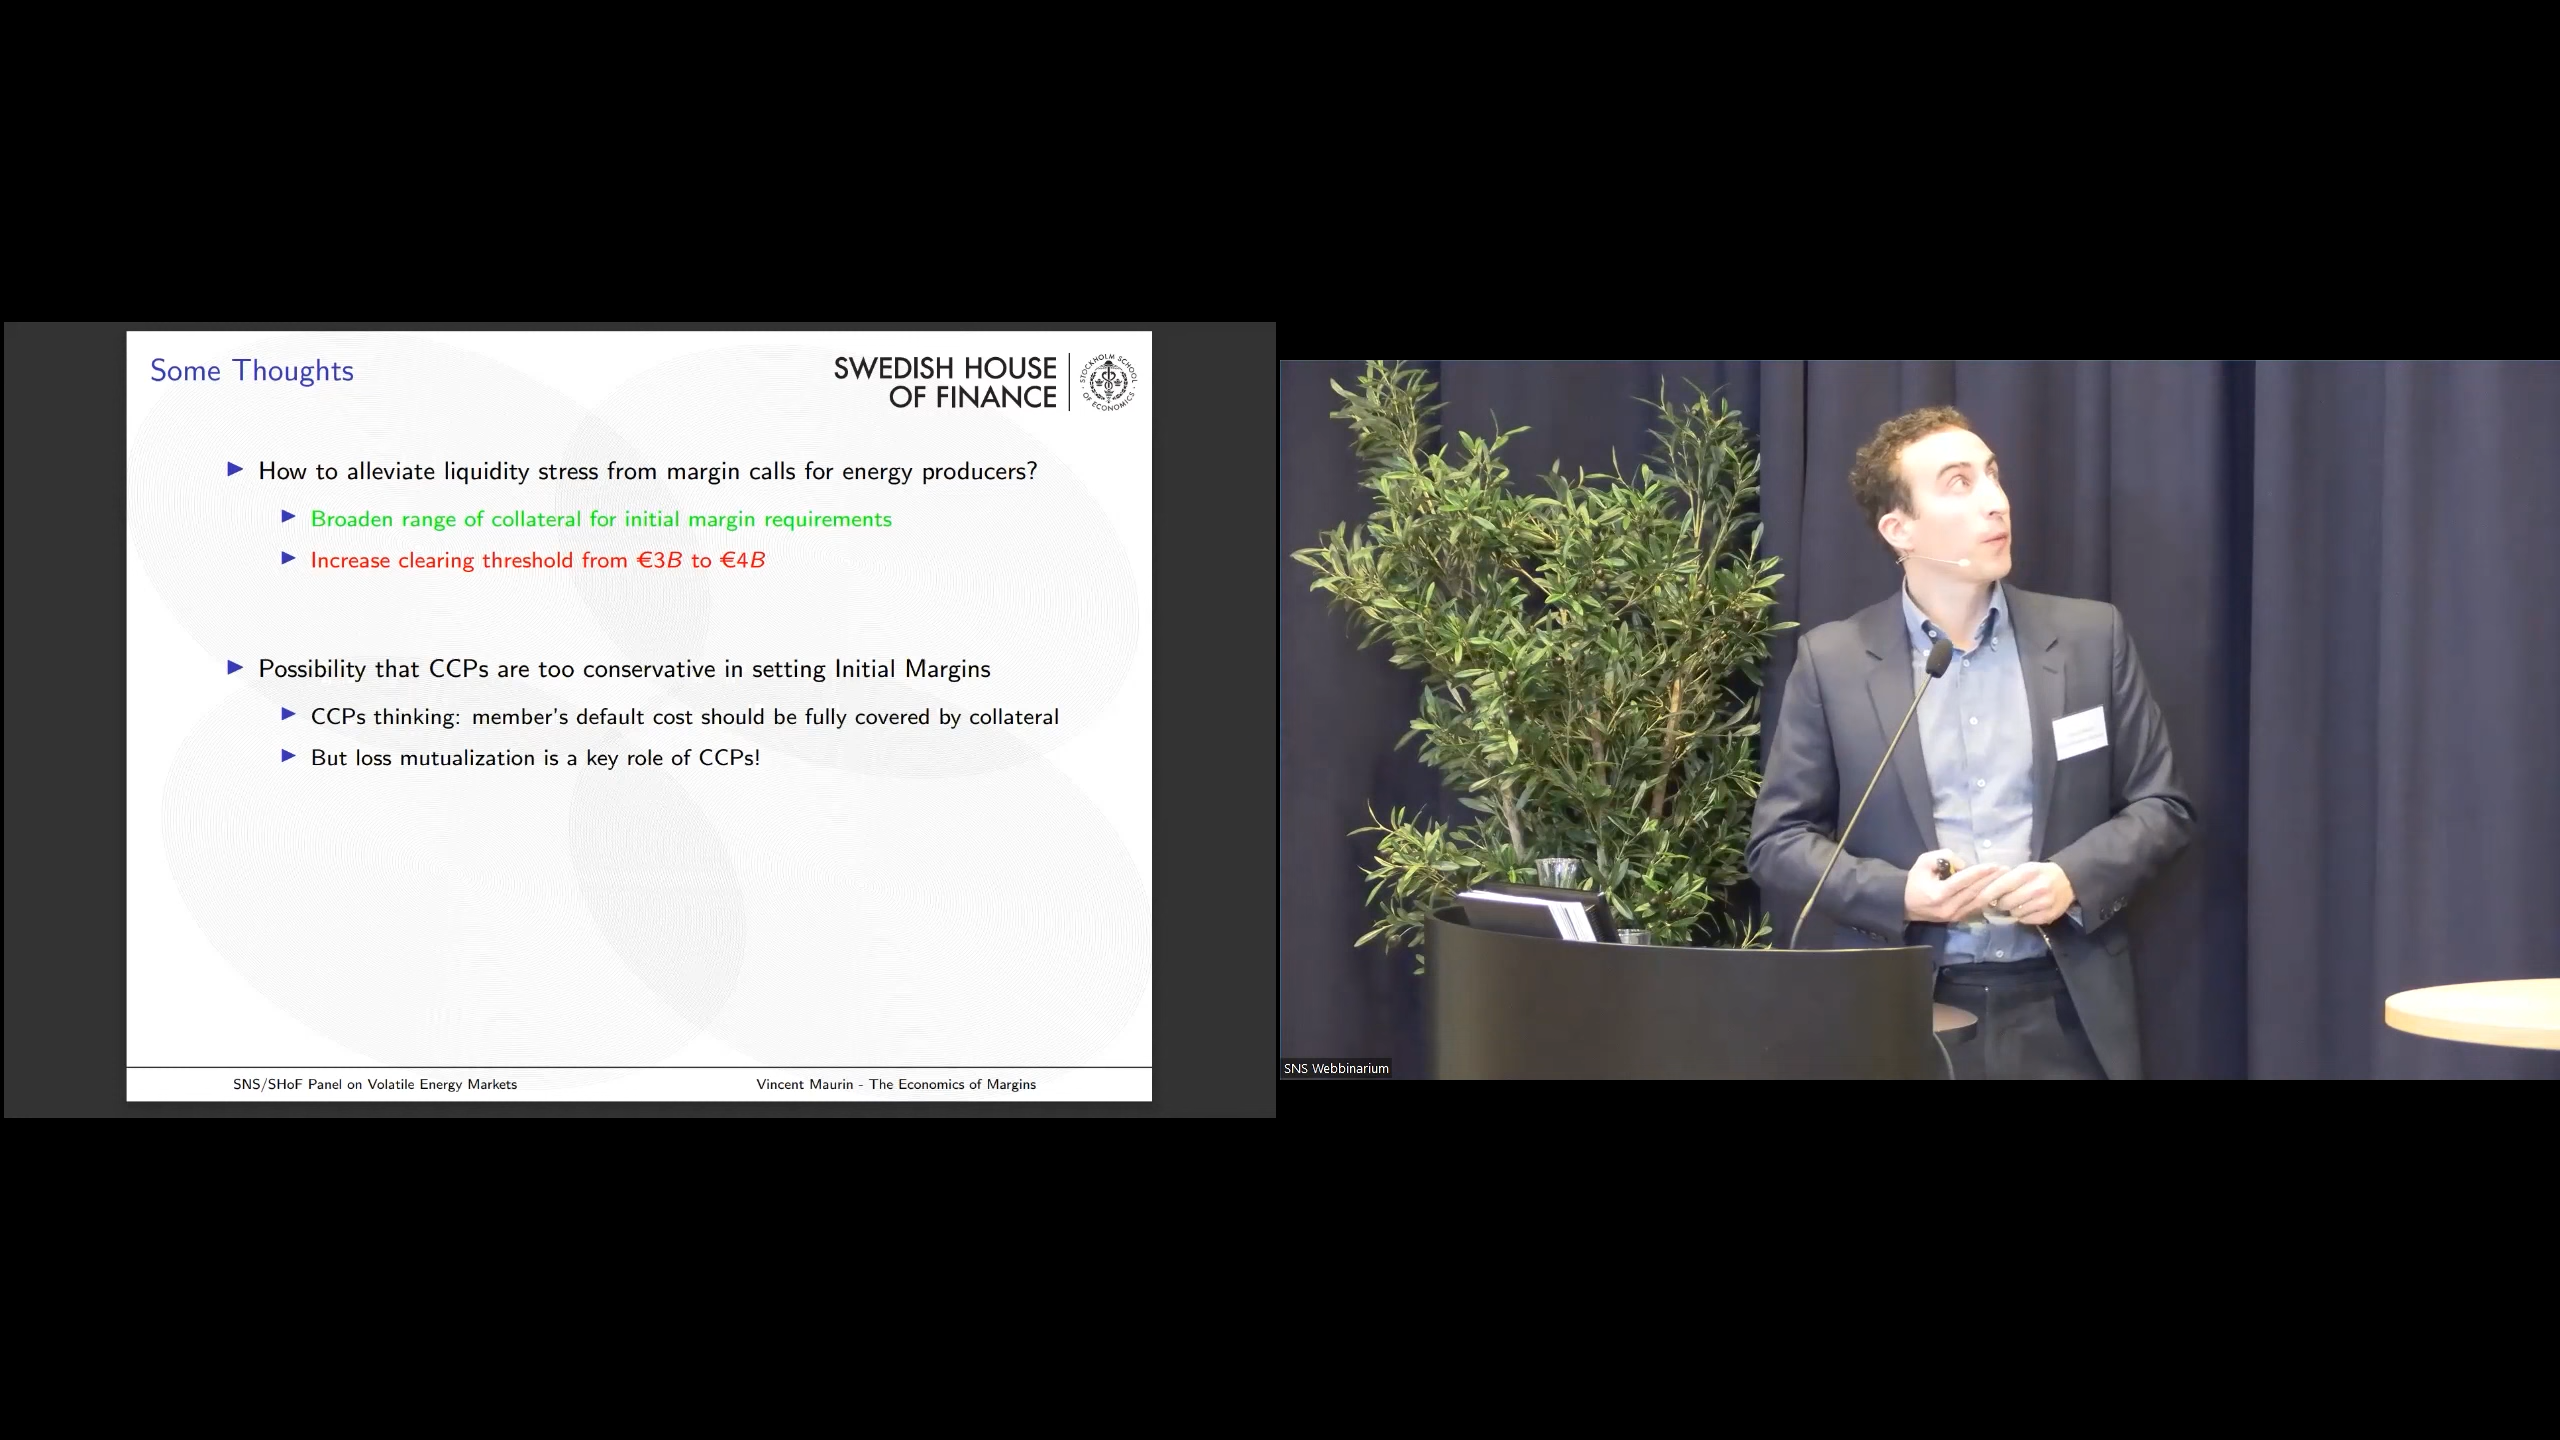 Some Thoughts
SWEDISH HOUSE
OF FINANCE
STOCKHOLM SCHOOL
OF ECONOMICS
How to alleviate liquidity stress from margin calls for energy producers?
Broaden range of collateral for initial margin requirements
Increase clearing threshold from €3B to €4B
Possibility that CCPs are too conservative in setting Initial Margins
CCPs thinking: member's default cost should be fully covered by collateral
But loss mutualization is a key role of CCPs!
SNS/SHoF Panel on Volatile Energy Markets
Vincent Maurin - The Economics of Margins
SNS Webbinarium